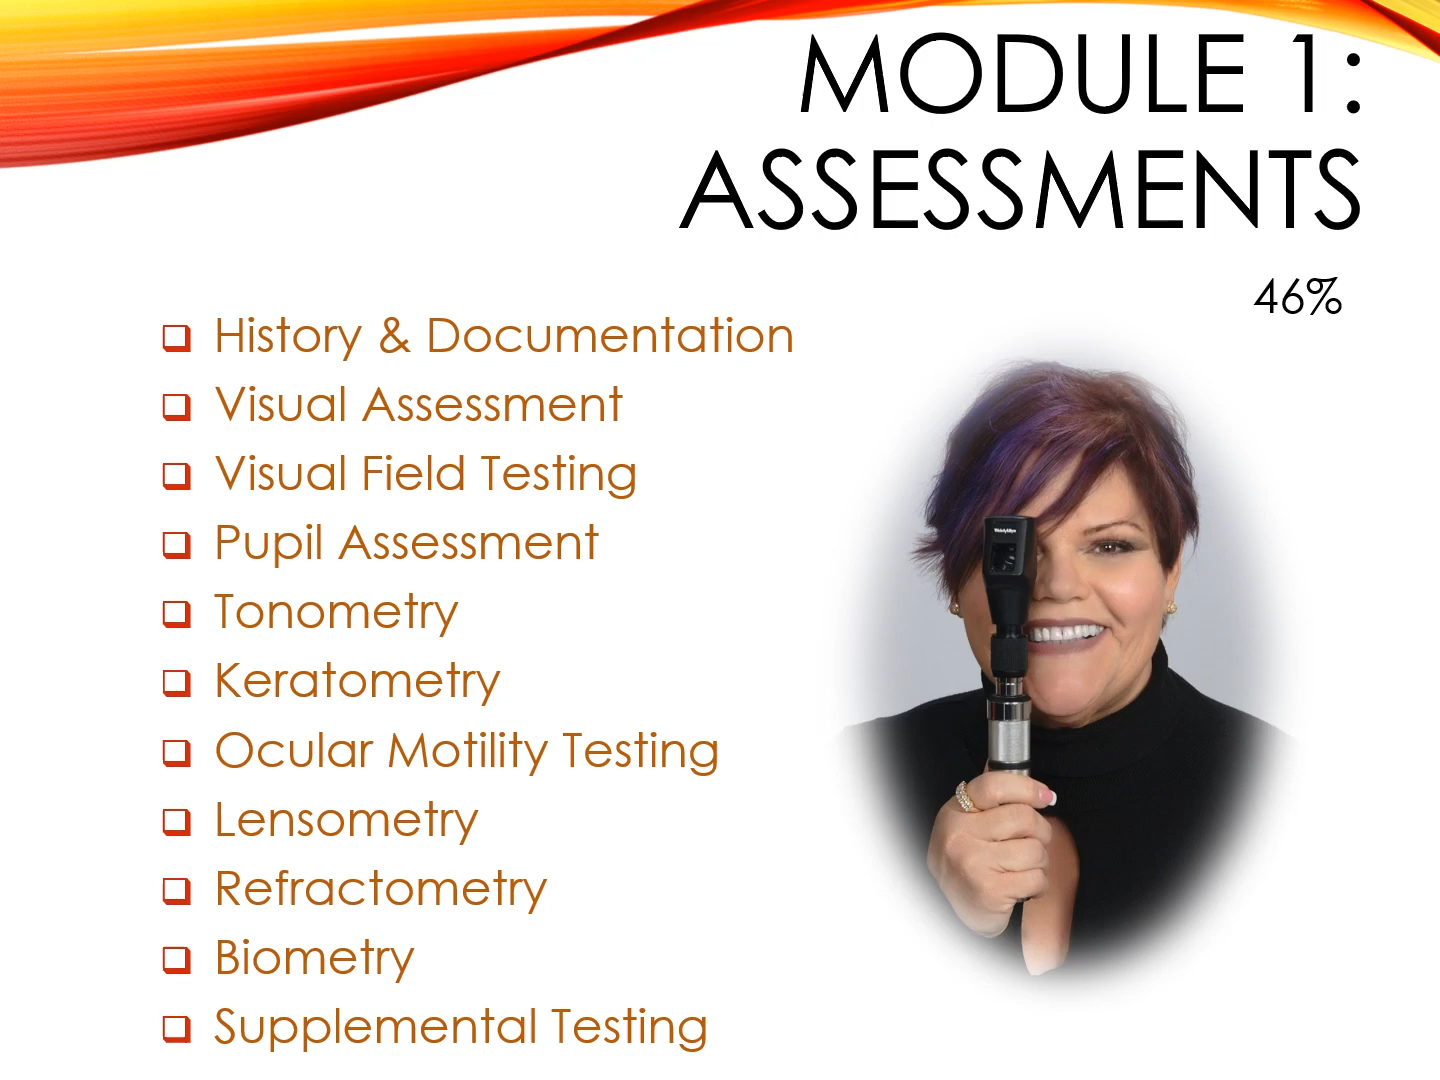 MODULE 1:
ASSESSMENTS
46%
History & Documentation
Visual Assessment
Visual Field Testing
Pupil Assessment
Tonometry
Keratometry
Ocular Motility Testing
Lensometry
Refractometry
Biometry
Supplemental Testing